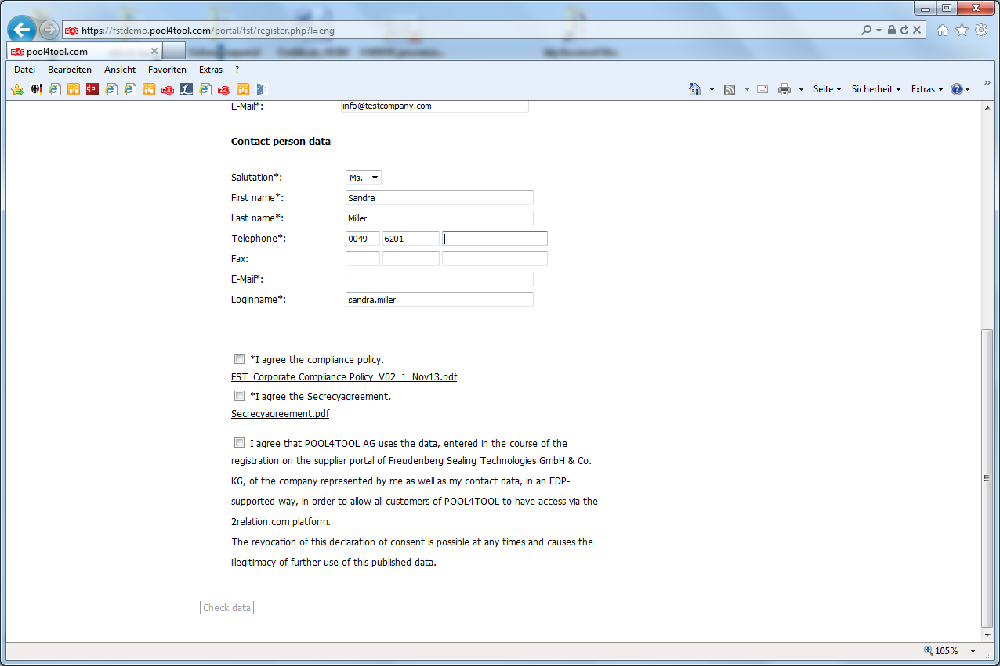 https://fstdemo.pool4tool.com/portal/fst/register.php?l=eng
pool4tool.com
Datei Bearbeiten Ansicht Favoriten Extras ?
Seite Sicherheit Extras
E-Mail*: info@testcompany.com
Contact person data
Salutation*: Ms.
First name*: Sandra
Last name*: Miller
Telephone*: 0049 6201
Fax:
E-Mail*:
Loginname*: sandra.miller
*I agree the compliance policy.
FST_Corporate Compliance Policy_V02_1_Nov13.pdf
*I agree the Secrecyagreement.
Secrecyagreement.pdf
I agree that POOL4TOOL AG uses the data, entered in the course of the
registration on the supplier portal of Freudenberg Sealing Technologies GmbH & Co.
KG, of the company represented by me as well as my contact data, in an EDP-
supported way, in order to allow all customers of POOL4TOOL to have access via the
2relation.com platform.
The revocation of this declaration of consent is possible at any times and causes the
illegitimacy of further use of this published data.
Check data
105%